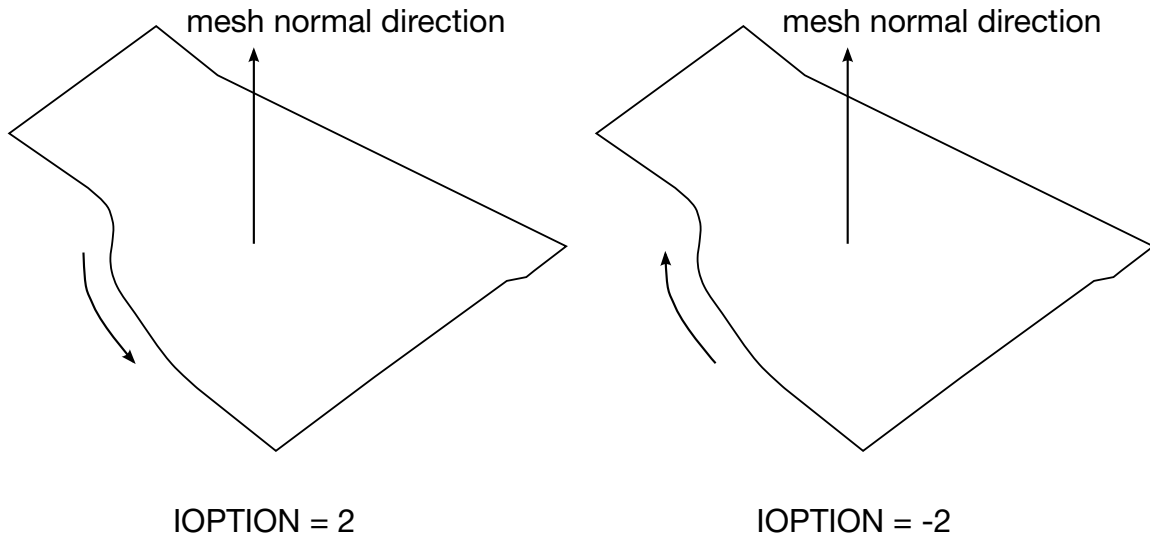 mesh normal direction
mesh normal direction
IOPTION = 2
IOPTION = -2